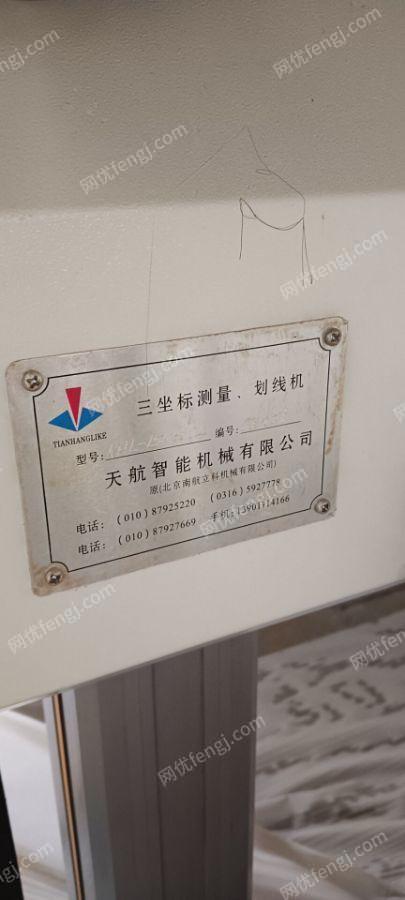 三坐标测量、划线机
TIANHANGLIKE
型号: 编号:
天航智能机械有限公司
原(北京南航立科机械有限公司)
电话: (010) 87925220 (0316) 5927778
电话: (010) 87927669 手机: 13901114166
网优fengj.com